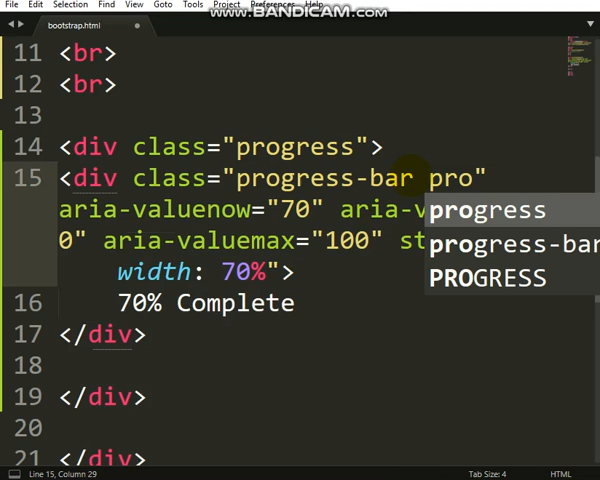 File Edit Selection Find View Goto Tools Project Preferences Help
www.BANDICAM.com
bootstrap.html
11 <br>
12 <br>
13
14 <div class="progress">
15 <div class="progress-bar pro"
aria-valuenow="70" aria-v
progress
0" aria-valuemax="100" st
progress-bar
width: 70%">
PROGRESS
16 70% Complete
17 </div>
18
19 </div>
20
21 </div>
Line 15, Column 29
Tab Size: 4
HTML